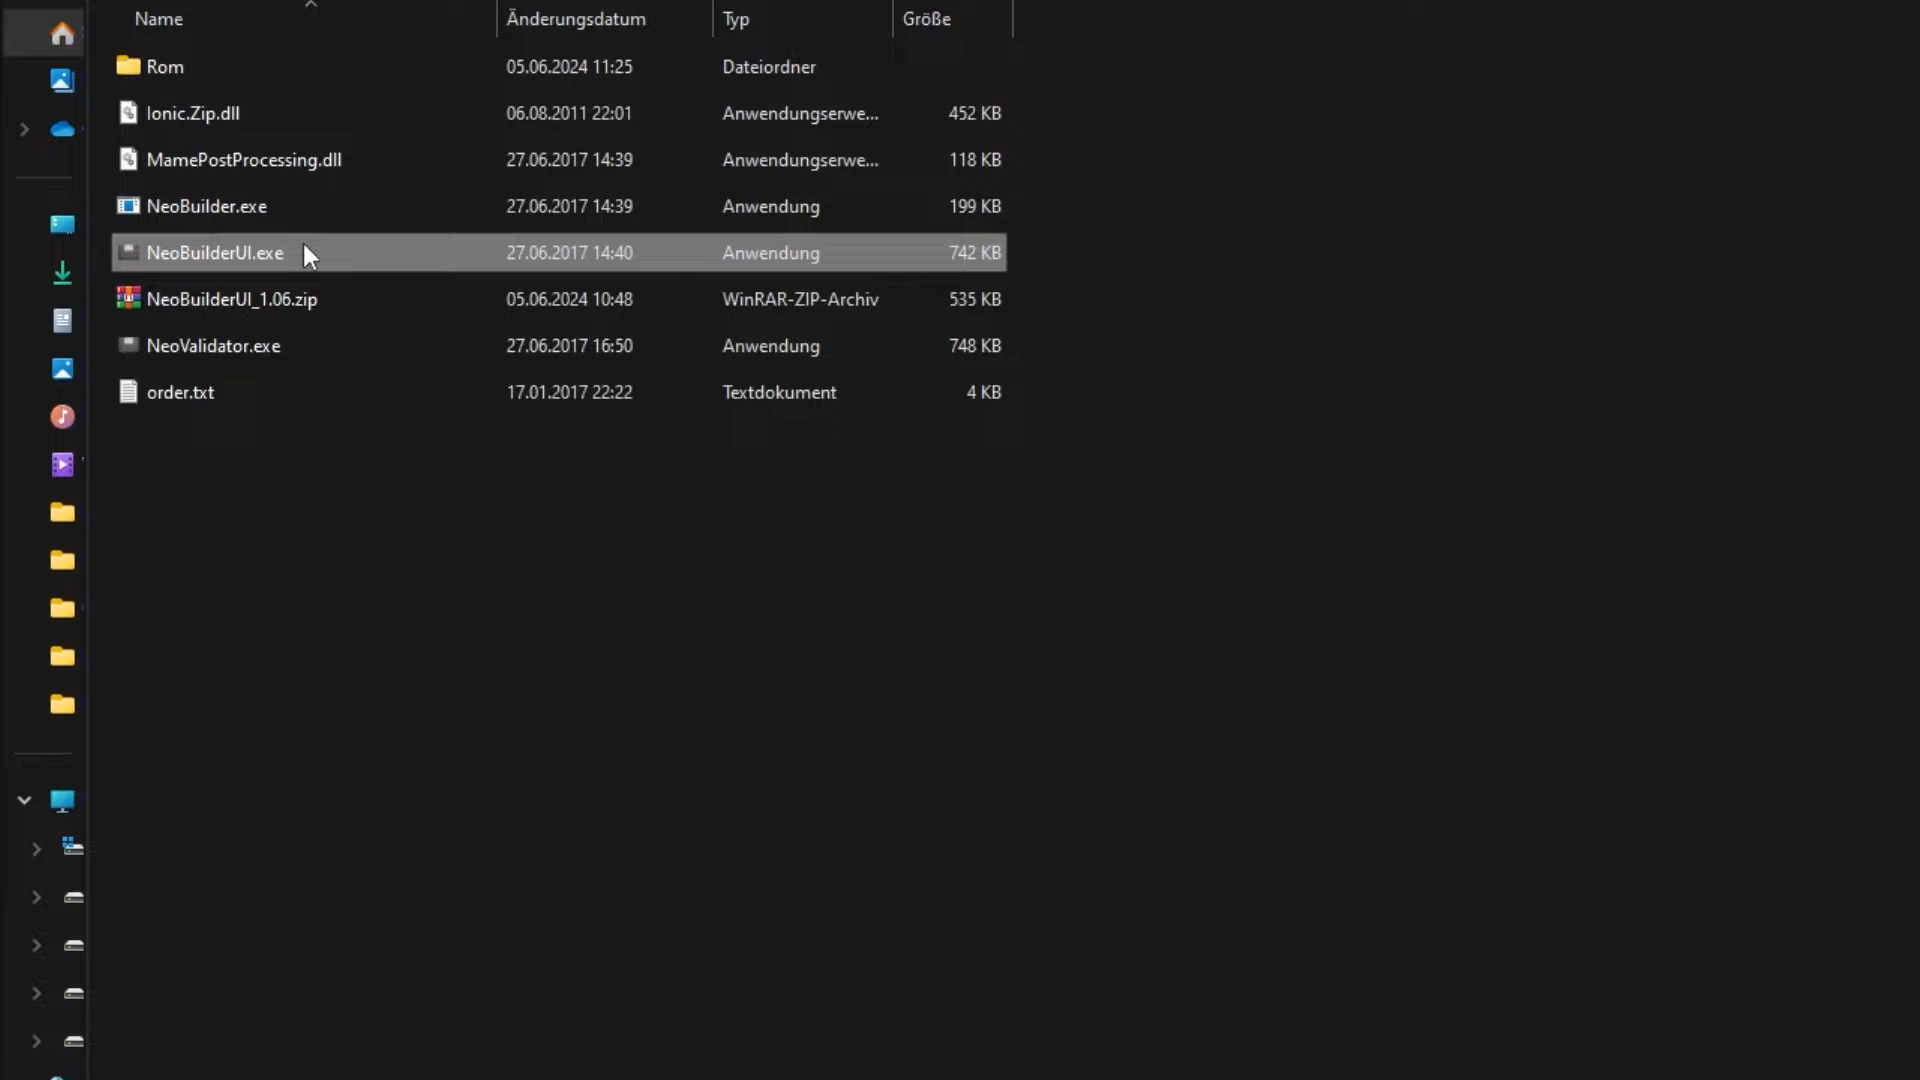 Name Änderungsdatum Typ Größe
Rom 05.06.2024 11:25 Dateiordner
Ionic.Zip.dll 06.08.2011 22:01 Anwendungserwe... 452 KB
MamePostProcessing.dll 27.06.2017 14:39 Anwendungserwe... 118 KB
NeoBuilder.exe 27.06.2017 14:39 Anwendung 199 KB
NeoBuilderUI.exe 27.06.2017 14:40 Anwendung 742 KB
NeoBuilderUI_1.06.zip 05.06.2024 10:48 WinRAR-ZIP-Archiv 535 KB
NeoValidator.exe 27.06.2017 16:50 Anwendung 748 KB
order.txt 17.01.2017 22:22 Textdokument 4 KB